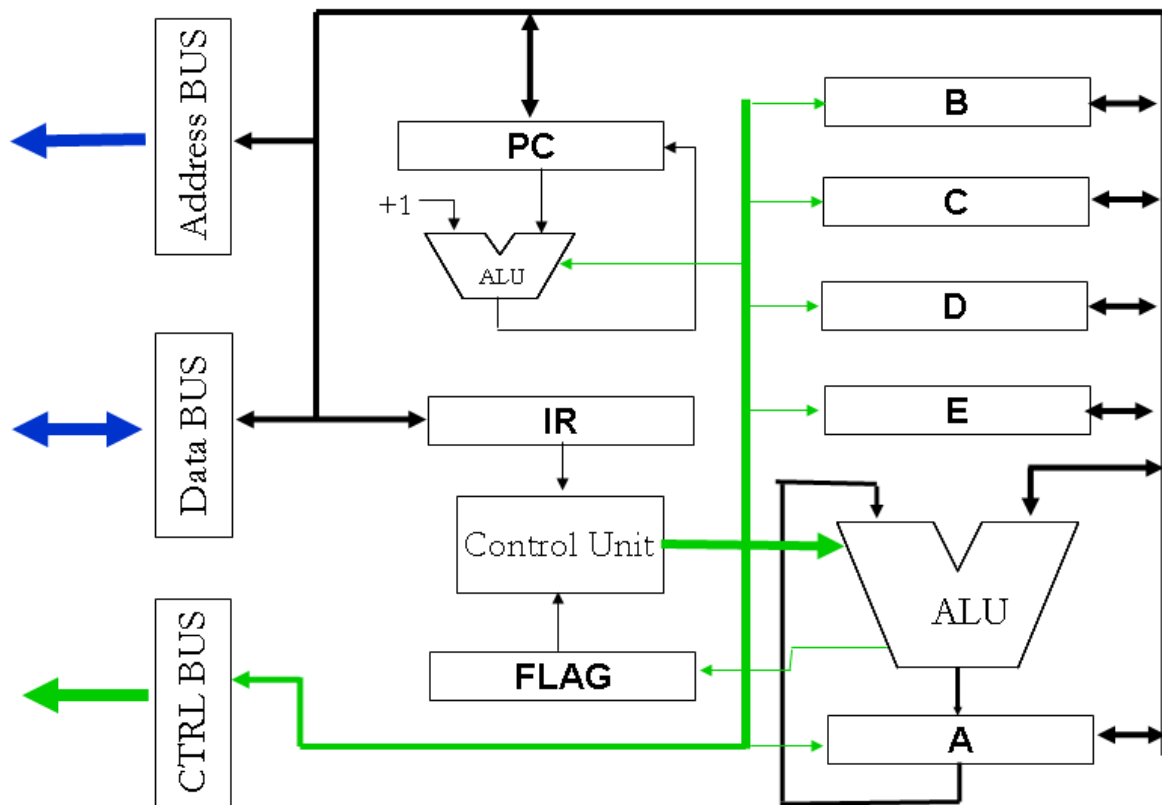 Address BUS
PC
+1
ALU
B
C
D
E
Data BUS
IR
Control Unit
ALU
FLAG
CTRL BUS
A